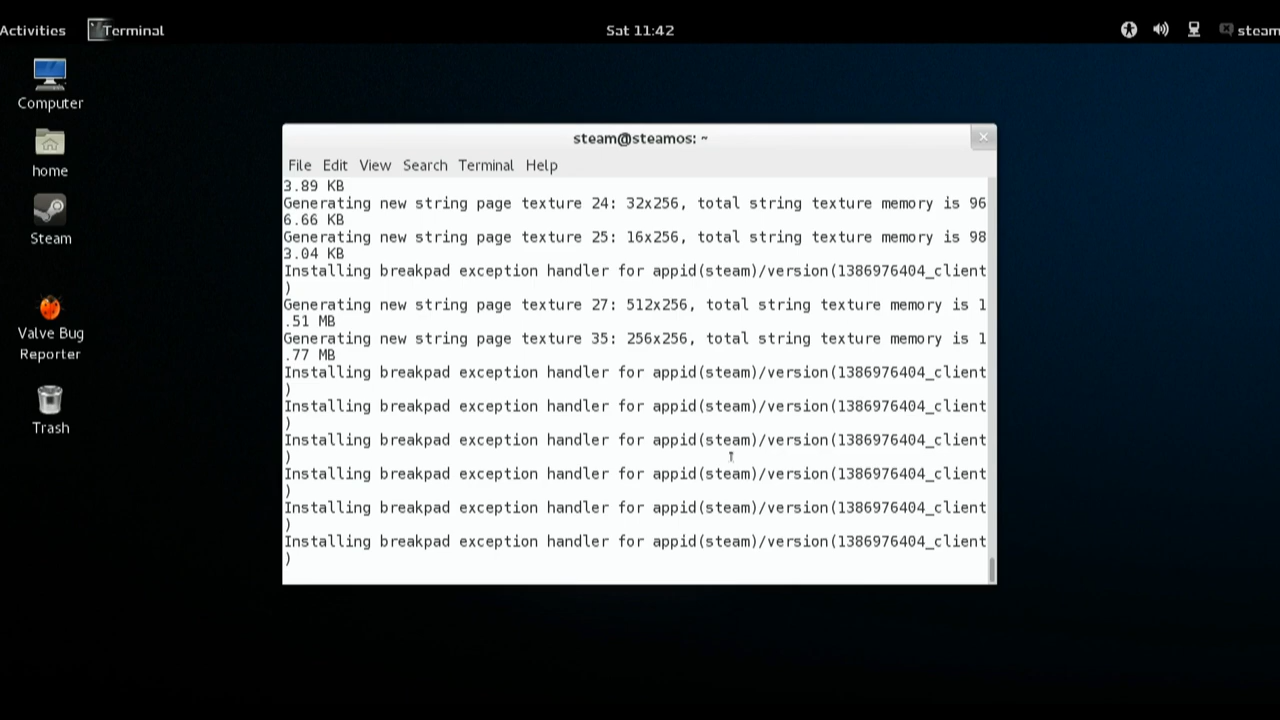 Activities
Terminal
Sat 11:42
steam
Computer
home
Steam
Valve Bug
Reporter
Trash
steam@steamos: ~
File Edit View Search Terminal Help
3.89 KB
Generating new string page texture 24: 32x256, total string texture memory is 96
6.66 KB
Generating new string page texture 25: 16x256, total string texture memory is 98
3.04 KB
Installing breakpad exception handler for appid(steam)/version(1386976404_client
)
Generating new string page texture 27: 512x256, total string texture memory is 1
.51 MB
Generating new string page texture 35: 256x256, total string texture memory is 1
.77 MB
Installing breakpad exception handler for appid(steam)/version(1386976404_client
)
Installing breakpad exception handler for appid(steam)/version(1386976404_client
)
Installing breakpad exception handler for appid(steam)/version(1386976404_client
)
Installing breakpad exception handler for appid(steam)/version(1386976404_client
)
Installing breakpad exception handler for appid(steam)/version(1386976404_client
)
Installing breakpad exception handler for appid(steam)/version(1386976404_client
)